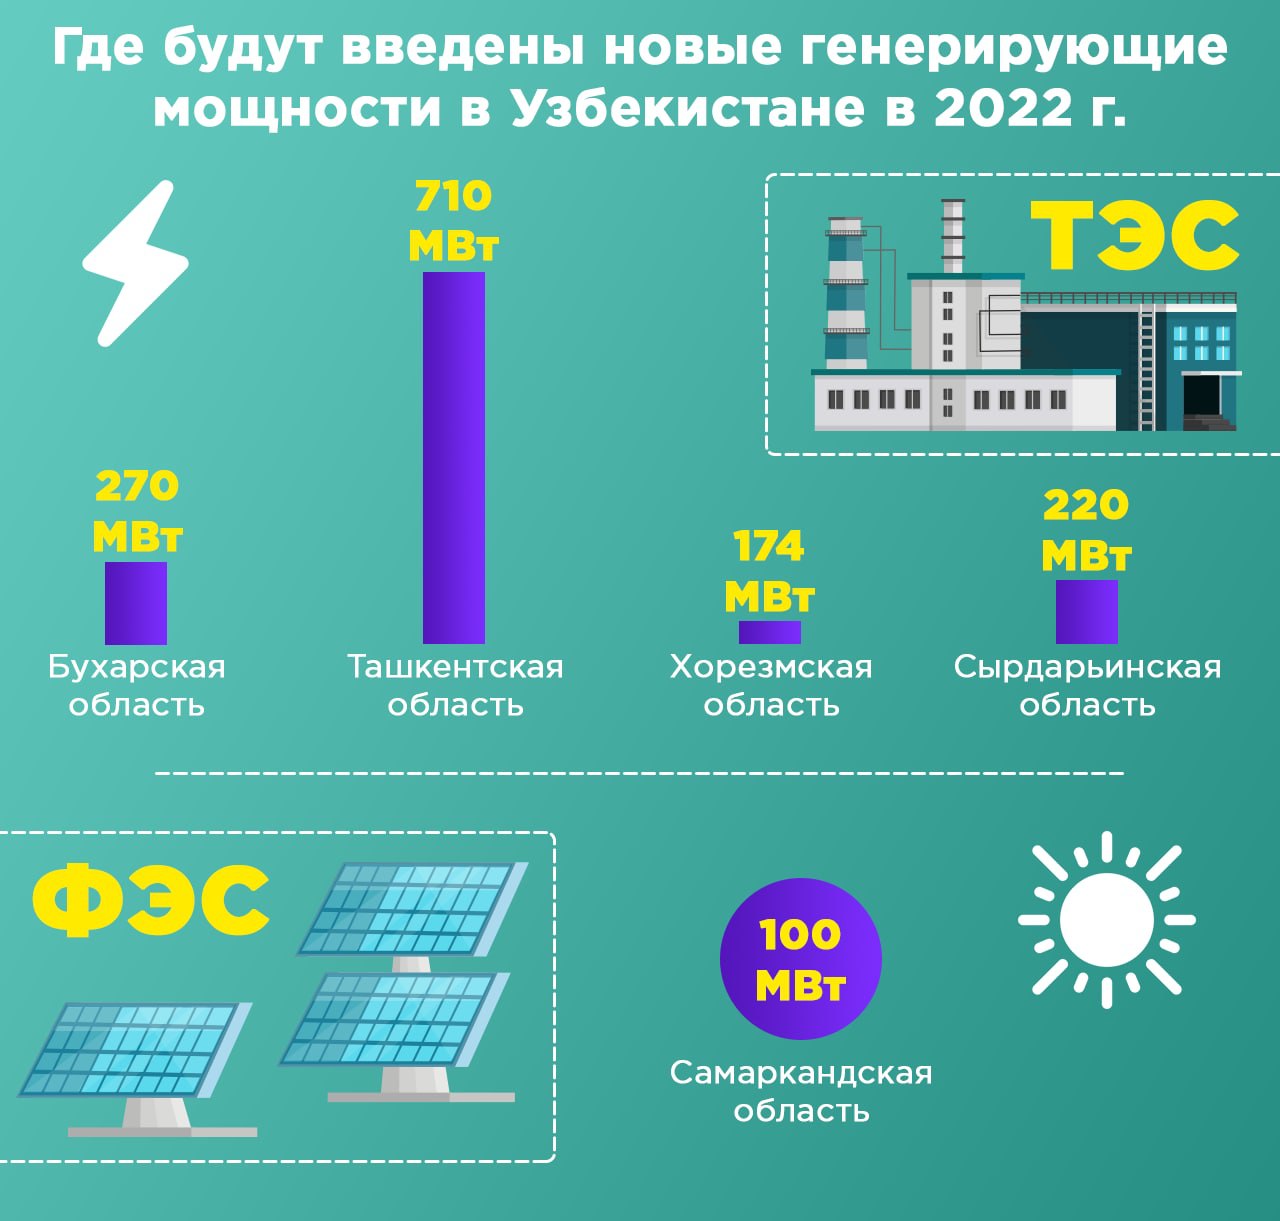 Где будут введены новые генерирующие
мощности в Узбекистане в 2022 г.
ТЭС
270
МВт
Бухарская
область
710
МВт
Ташкентская
область
174
МВт
Хорезмская
область
220
МВт
Сырдарьинская
область
ФЭС
100
МВт
Самаркандская
область